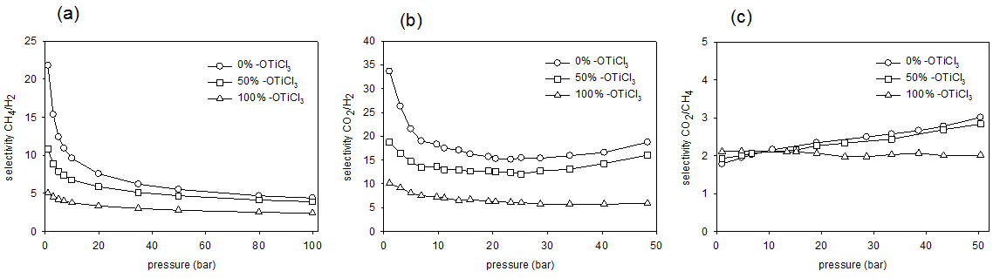 (a)
25
20
15
10
5
0
selectivity CH4/H2
0% -OTiCl3
50% -OTiCl3
100% -OTiCl3
0 20 40 60 80 100
pressure (bar)
(b)
40
35
30
25
20
15
10
5
0
selectivity CO2/H2
0% -OTiCl3
50% -OTiCl3
100% -OTiCl3
0 10 20 30 40 50
pressure (bar)
(c)
5
4
3
2
1
0
selectivity CO2/CH4
0% -OTiCl3
50% -OTiCl3
100% -OTiCl3
0 10 20 30 40 50
pressure (bar)